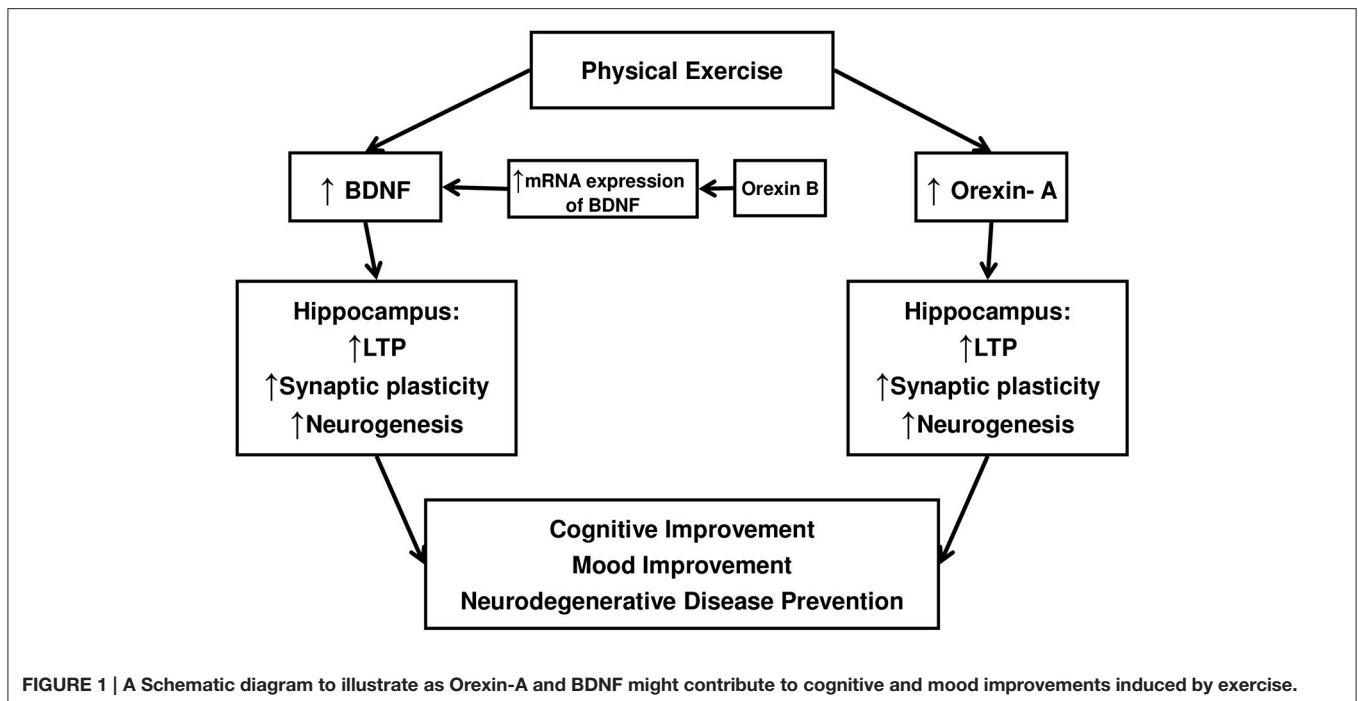 Physical Exercise
↑ BDNF
↑mRNA expression
of BDNF
Orexin B
↑ Orexin- A
Hippocampus:
↑LTP
↑Synaptic plasticity
↑Neurogenesis
Hippocampus:
↑LTP
↑Synaptic plasticity
↑Neurogenesis
Cognitive Improvement
Mood Improvement
Neurodegenerative Disease Prevention
FIGURE 1 | A Schematic diagram to illustrate as Orexin-A and BDNF might contribute to cognitive and mood improvements induced by exercise.